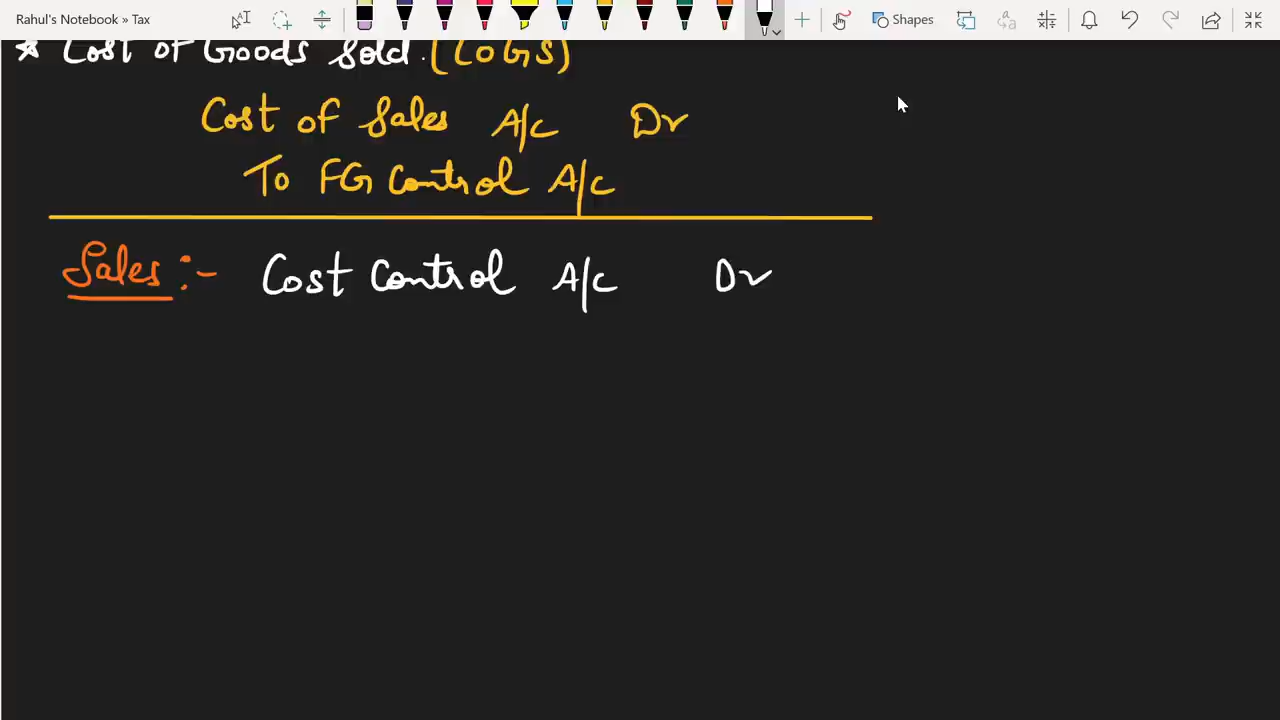 Rahul's Notebook » Tax
Shapes
* Cost of Goods Sold. (COGS)
Cost of Sales A/c Dr
To FG Control A/c
Sales :- Cost Control A/c Dr